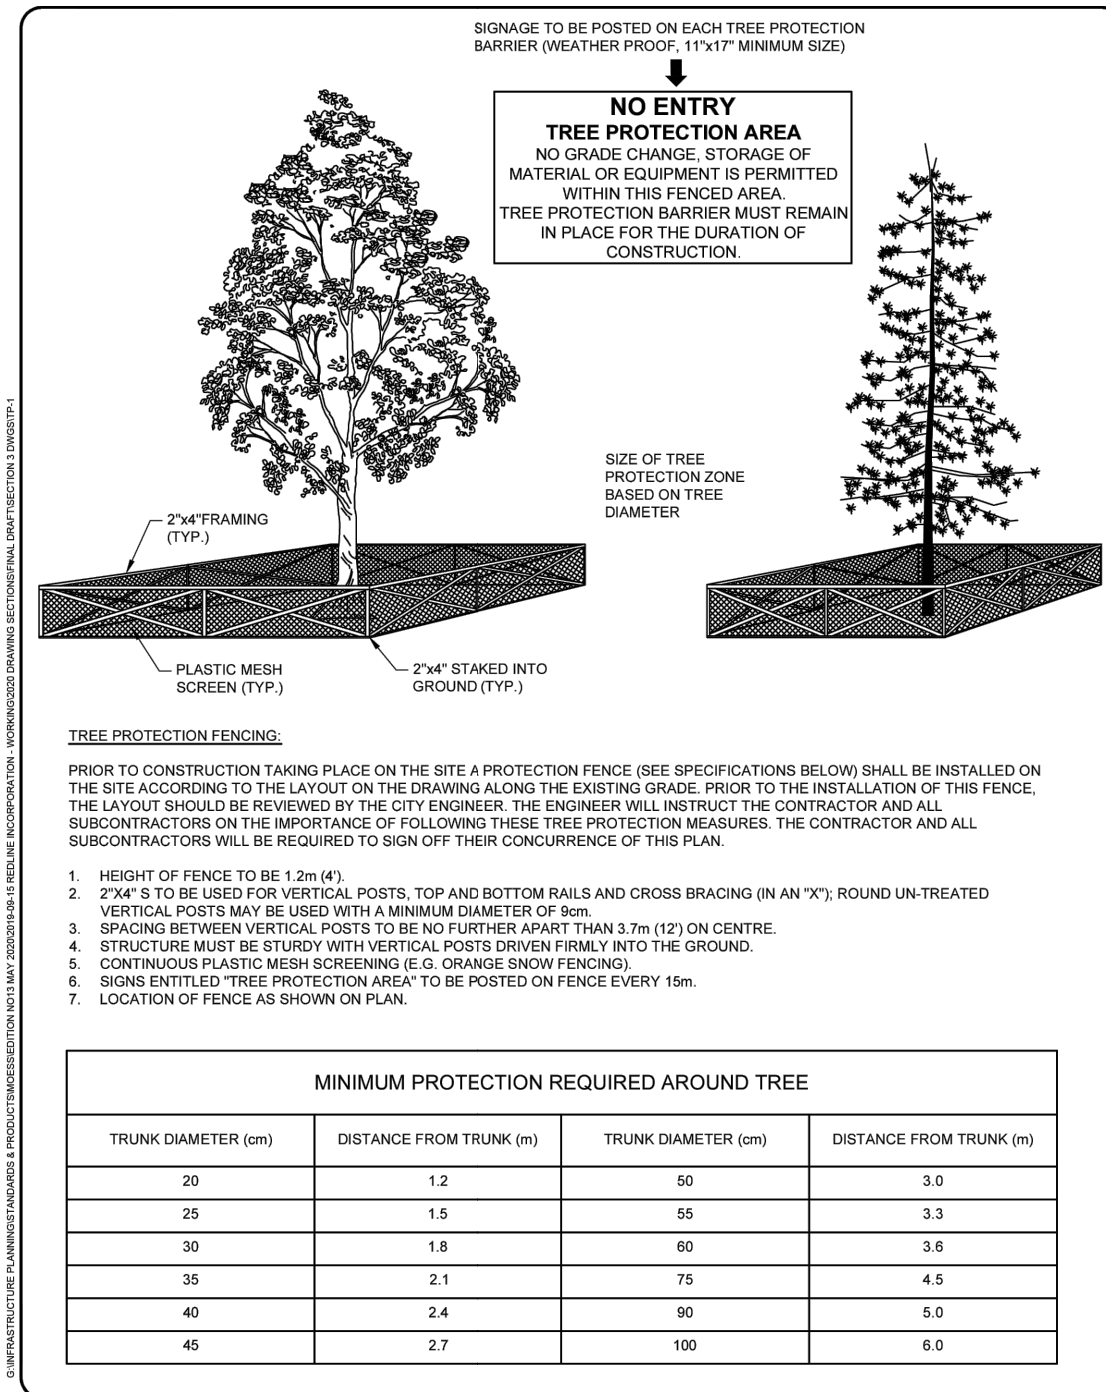 SIGNAGE TO BE POSTED ON EACH TREE PROTECTION
BARRIER (WEATHER PROOF, 11"x17" MINIMUM SIZE)
NO ENTRY
TREE PROTECTION AREA
NO GRADE CHANGE, STORAGE OF
MATERIAL OR EQUIPMENT IS PERMITTED
WITHIN THIS FENCED AREA.
TREE PROTECTION BARRIER MUST REMAIN
IN PLACE FOR THE DURATION OF
CONSTRUCTION.
SIZE OF TREE
PROTECTION ZONE
BASED ON TREE
DIAMETER
2"x4"FRAMING
(TYP.)
PLASTIC MESH
SCREEN (TYP.)
2"x4" STAKED INTO
GROUND (TYP.)
TREE PROTECTION FENCING:
PRIOR TO CONSTRUCTION TAKING PLACE ON THE SITE A PROTECTION FENCE (SEE SPECIFICATIONS BELOW) SHALL BE INSTALLED ON
THE SITE ACCORDING TO THE LAYOUT ON THE DRAWING ALONG THE EXISTING GRADE. PRIOR TO THE INSTALLATION OF THIS FENCE,
THE LAYOUT SHOULD BE REVIEWED BY THE CITY ENGINEER. THE ENGINEER WILL INSTRUCT THE CONTRACTOR AND ALL
SUBCONTRACTORS ON THE IMPORTANCE OF FOLLOWING THESE TREE PROTECTION MEASURES. THE CONTRACTOR AND ALL
SUBCONTRACTORS WILL BE REQUIRED TO SIGN OFF THEIR CONCURRENCE OF THIS PLAN.
1. HEIGHT OF FENCE TO BE 1.2m (4').
2. 2"X4" S TO BE USED FOR VERTICAL POSTS, TOP AND BOTTOM RAILS AND CROSS BRACING (IN AN "X"); ROUND UN-TREATED
VERTICAL POSTS MAY BE USED WITH A MINIMUM DIAMETER OF 9cm.
3. SPACING BETWEEN VERTICAL POSTS TO BE NO FURTHER APART THAN 3.7m (12') ON CENTRE.
4. STRUCTURE MUST BE STURDY WITH VERTICAL POSTS DRIVEN FIRMLY INTO THE GROUND.
5. CONTINUOUS PLASTIC MESH SCREENING (E.G. ORANGE SNOW FENCING).
6. SIGNS ENTITLED "TREE PROTECTION AREA" TO BE POSTED ON FENCE EVERY 15m.
7. LOCATION OF FENCE AS SHOWN ON PLAN.
MINIMUM PROTECTION REQUIRED AROUND TREE
TRUNK DIAMETER (cm) DISTANCE FROM TRUNK (m) TRUNK DIAMETER (cm) DISTANCE FROM TRUNK (m)
20 1.2 50 3.0
25 1.5 55 3.3
30 1.8 60 3.6
35 2.1 75 4.5
40 2.4 90 5.0
45 2.7 100 6.0
G:\INFRASTRUCTURE PLANNING\STANDARDS & PRODUCTS\MOESS\EDITION NO13 MAY 2020\2019-09-15 REDLINE INCORPORATION - WORKING\2020 DRAWING SECTIONS\FINAL DRAFT\SECTION 3 DWGS\TP-1